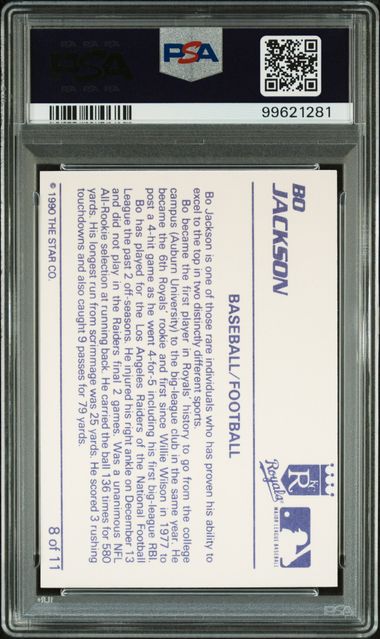 PSA
PSA
99621281
BO
JACKSON
Royals
KC
MAJOR LEAGUE BASEBALL
BASEBALL/FOOTBALL
Bo Jackson is one of those rare individuals who has proven his ability to
excel to the top in two distinctly different sports.
Bo became the first player in Royals' history to go from the college
campus (Auburn University) to the big-league club in the same year. He
became the 6th Royals' rookie and first since Willie Wilson in 1977 to
post a 4-hit game as he went 4-for-5 including his first big-league RBI.
Bo has played for the Los Angeles Raiders of the National Football
League the past 2 off-seasons. He injured his right ankle on December 13
and did not play in the Raiders final 2 games. Was a unanimous NFL
All-Rookie selection at running back. He carried the ball 136 times for 580
yards. His longest run from scrimmage was 25 yards. He scored 3 rushing
touchdowns and also caught 9 passes for 79 yards.
© 1990 THE STAR CO.
8 of 11